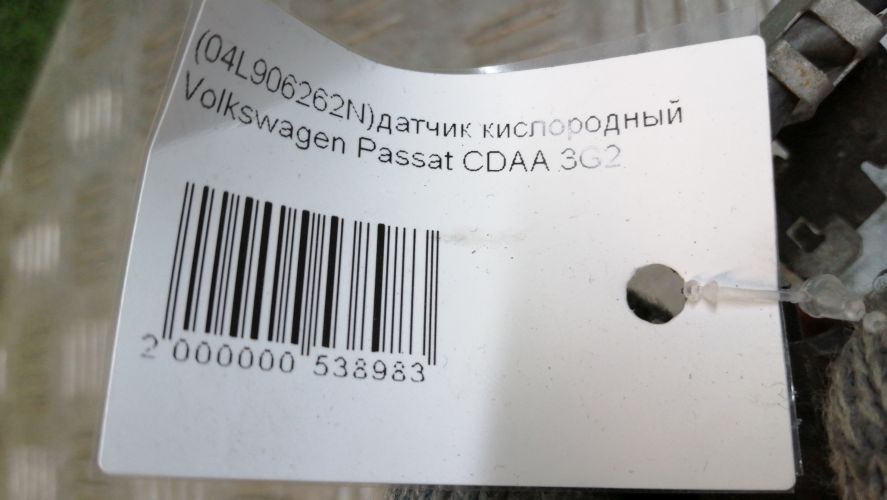 (04L906262N)датчик кислородный
Volkswagen Passat CDAA 3G2
2 000000 538983